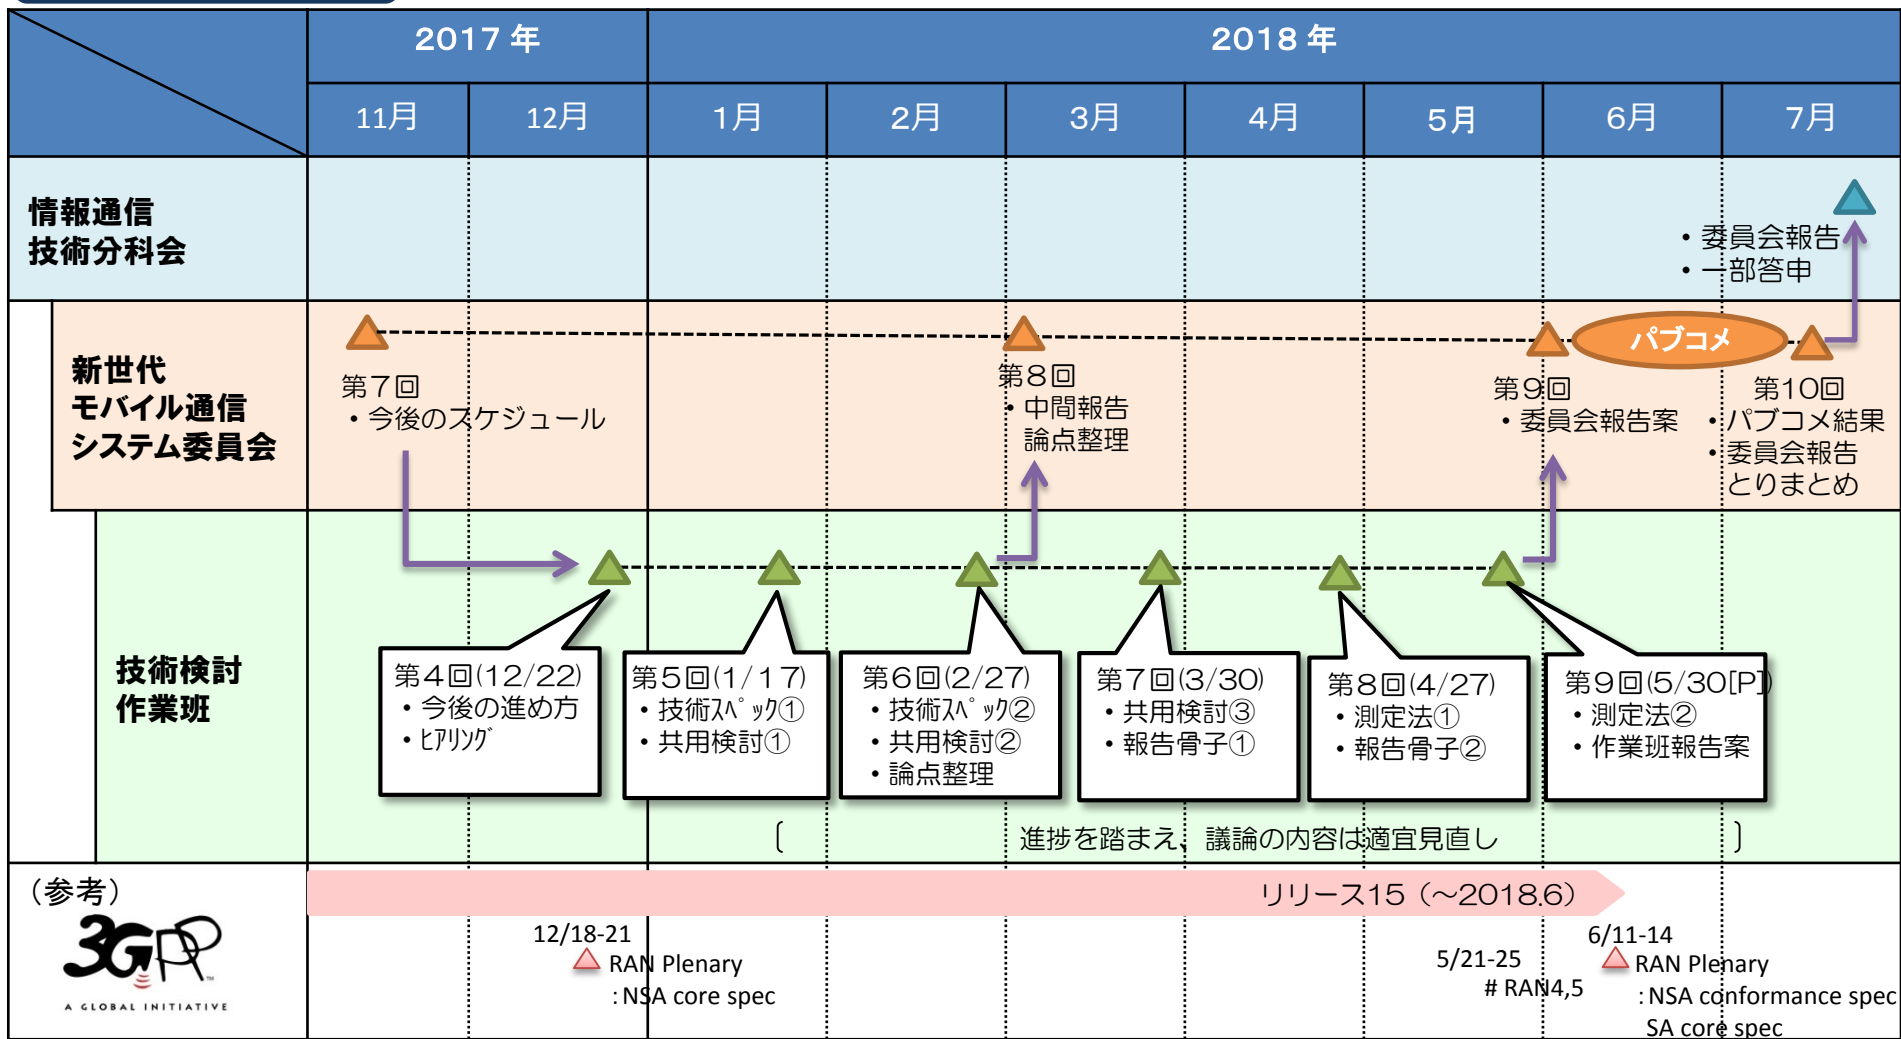 2017 年
2018 年
11月
12月
1月
2月
3月
4月
5月
6月
7月
情報通信
技術分科会
・委員会報告
・一部答申
新世代
モバイル通信
システム委員会
第7回
・今後のスケジュール
第8回
・中間報告
論点整理
第9回
・委員会報告案
パブコメ
第10回
・パブコメ結果
・委員会報告
とりまとめ
技術検討
作業班
第4回(12/22)
・今後の進め方
・ﾋｱﾘﾝｸﾞ
第5回(1/17)
・技術ｽﾍﾟｯｸ①
・共用検討①
第6回(2/27)
・技術ｽﾍﾟｯｸ②
・共用検討②
・論点整理
第7回(3/30)
・共用検討③
・報告骨子①
第8回(4/27)
・測定法①
・報告骨子②
第9回(5/30[P])
・測定法②
・作業班報告案
〔 進捗を踏まえ、議論の内容は適宜見直し 〕
（参考）
3GPP™
A GLOBAL INITIATIVE
リリース15（～2018.6）
12/18-21
RAN Plenary
：NSA core spec
5/21-25
# RAN4,5
6/11-14
RAN Plenary
：NSA conformance spec
SA core spec